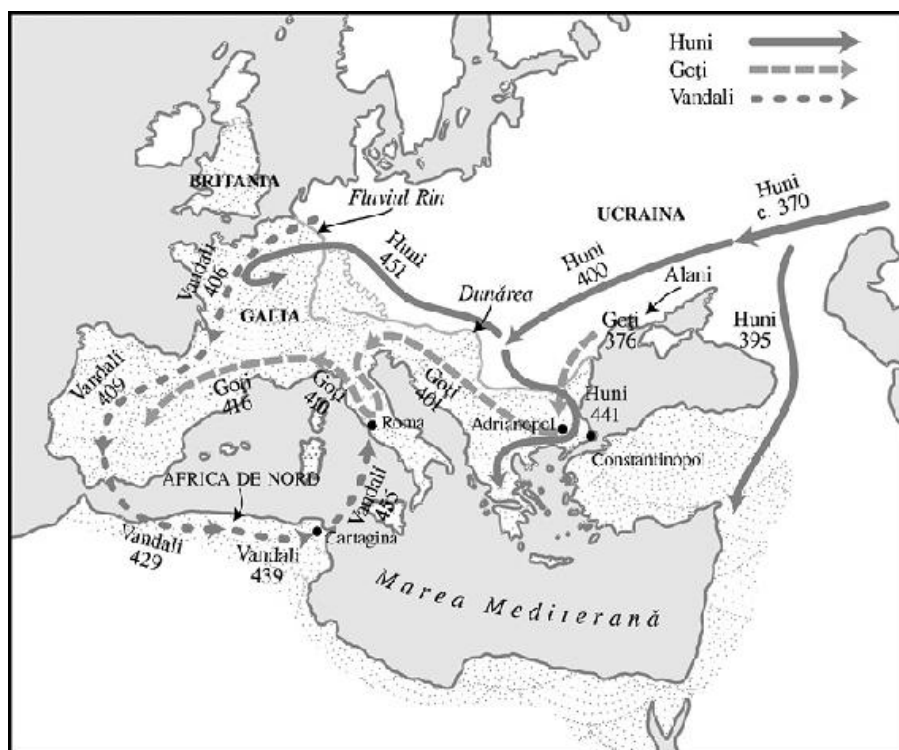 Huni
Goți
Vandali
BRITANIA
Fluviul Rin
UCRAINA
Huni
c. 370
Vandali
406
Huni
451
Huni
400
Dunărea
Alani
GALIA
Goți
376
Huni
395
Vandali
409
Goți
416
Goți
410
Goți
401
Roma
Adrianopol
Huni
441
Constantinopol
AFRICA DE NORD
Vandali
455
Cartagina
Vandali
429
Vandali
439
Marea Mediterană